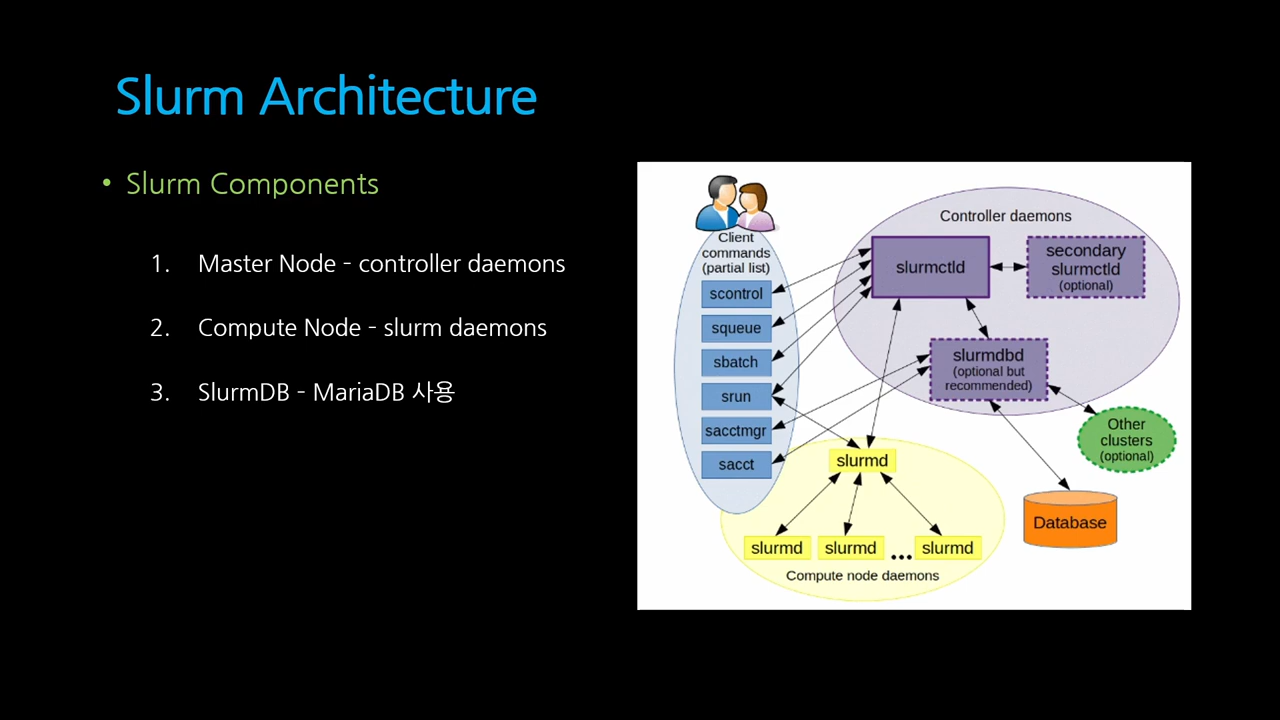 Slurm Architecture
• Slurm Components
1. Master Node - controller daemons
2. Compute Node - slurm daemons
3. SlurmDB - MariaDB 사용
Client
commands
(partial list)
scontrol
squeue
sbatch
srun
sacctmgr
sacct
Controller daemons
slurmctld
secondary
slurmctld
(optional)
slurmdbd
(optional but
recommended)
Other
clusters
(optional)
Database
slurmd
slurmd
slurmd
...
slurmd
Compute node daemons